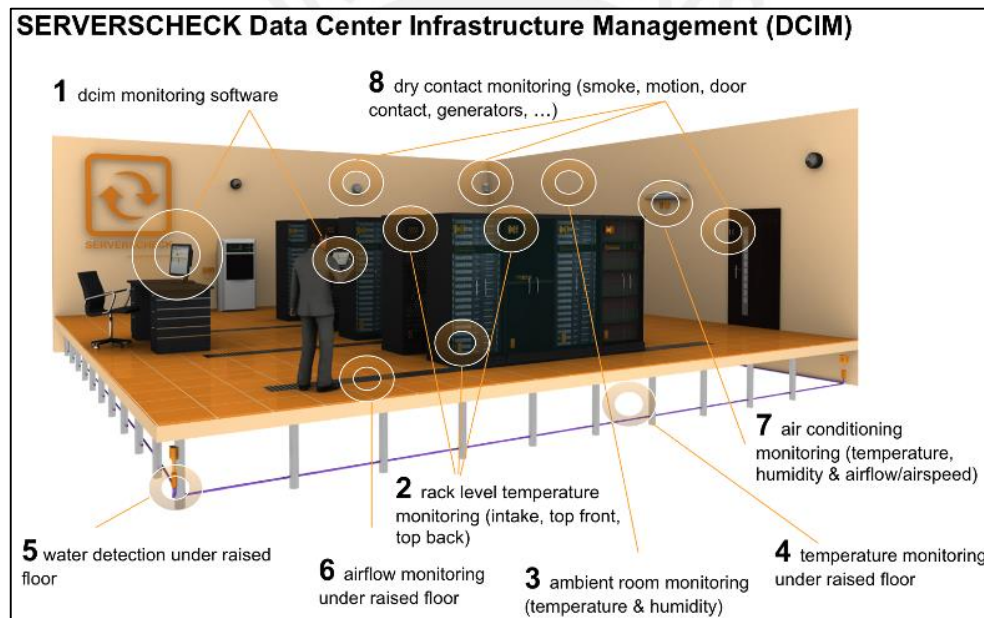 SERVERSCHECK Data Center Infrastructure Management (DCIM)
1 dcim monitoring software
8 dry contact monitoring (smoke, motion, door
contact, generators, …)
SERVERSCHECK
7 air conditioning
monitoring (temperature,
humidity & airflow/airspeed)
2 rack level temperature
monitoring (intake, top front,
top back)
5 water detection under raised
floor
6 airflow monitoring
under raised floor
3 ambient room monitoring
(temperature & humidity)
4 temperature monitoring
under raised floor